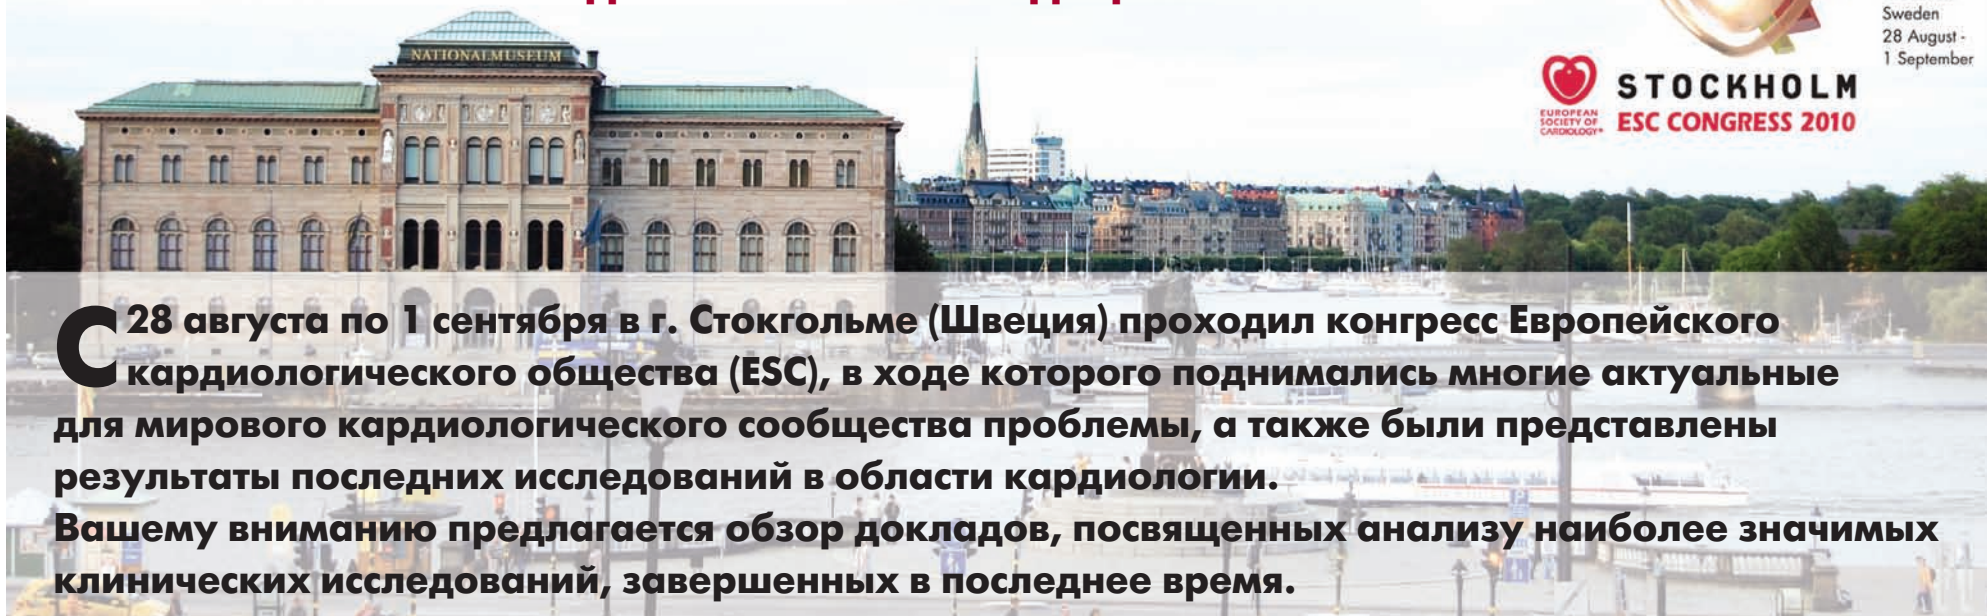 Sweden
28 August -
1 September
NATIONALMUSEUM
EUROPEAN
SOCIETY OF
CARDIOLOGY®
STOCKHOLM
ESC CONGRESS 2010
С 28 августа по 1 сентября в г. Стокгольме (Швеция) проходил конгресс Европейского
кардиологического общества (ESC), в ходе которого поднимались многие актуальные
для мирового кардиологического сообщества проблемы, а также были представлены
результаты последних исследований в области кардиологии.
Вашему вниманию предлагается обзор докладов, посвященных анализу наиболее значимых
клинических исследований, завершенных в последнее время.